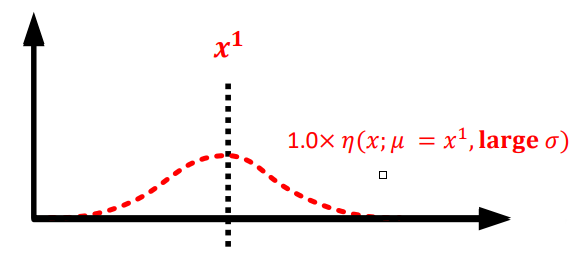 x¹
1.0× η(x; μ = x¹, large σ)